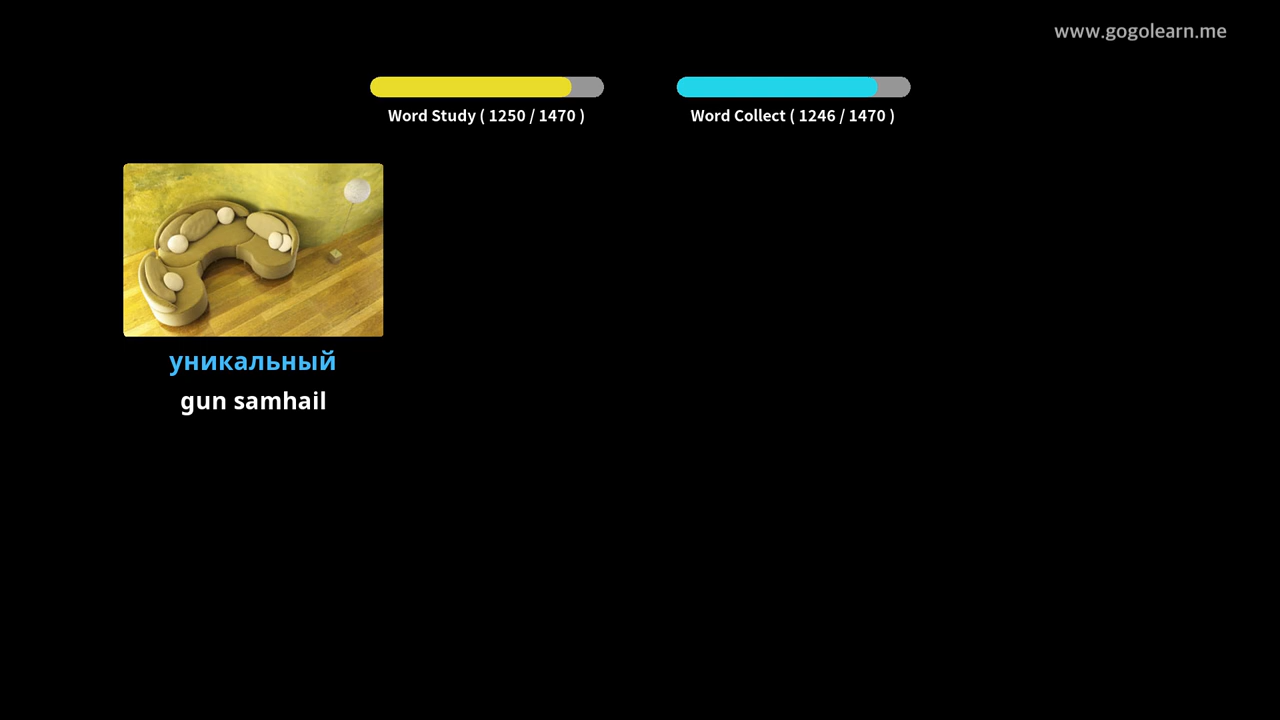 www.gogolearn.me
Word Study ( 1250 / 1470 )
Word Collect ( 1246 / 1470 )
уникальный
gun samhail